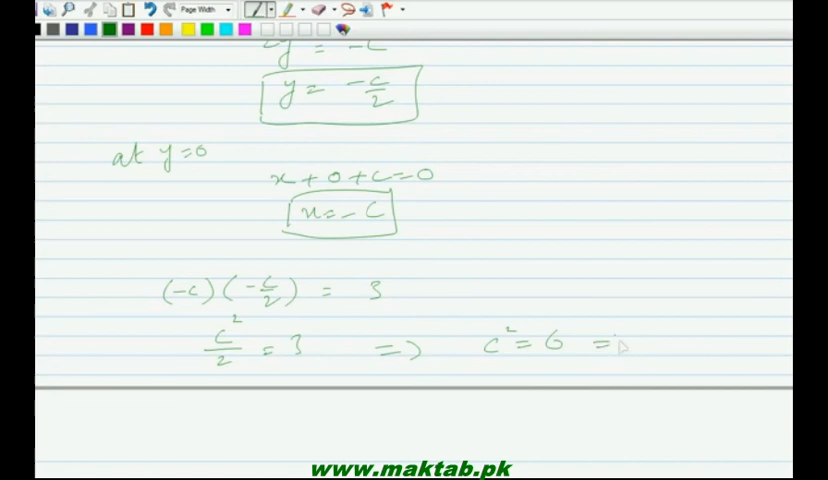 Page Width
y = -c
y = -c/2
at y=0
x + 0 + c = 0
x = - c
(-c)(-c/2) = 3
c²/2 = 3 => c² = 6 =
www.maktab.pk